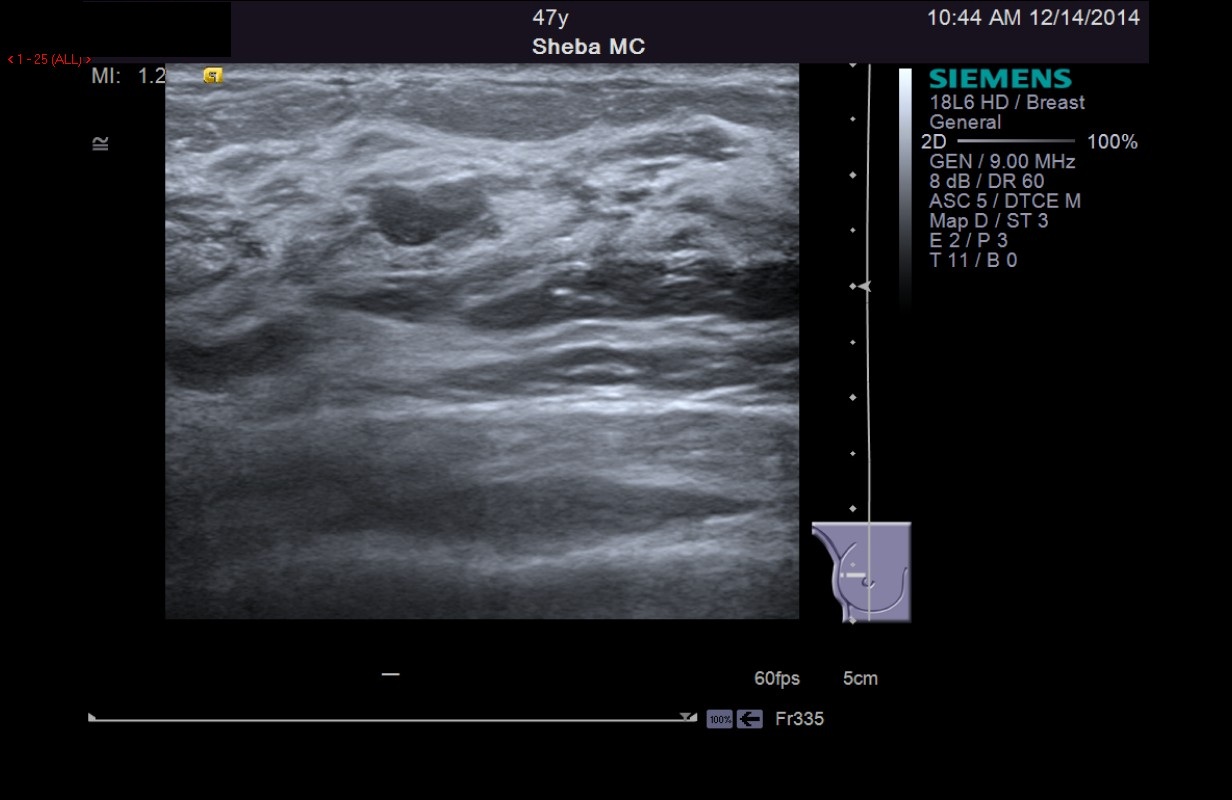 47y
10:44 AM 12/14/2014
Sheba MC
< 1 - 25 (ALL) >
MI: 1.2
SIEMENS
18L6 HD / Breast
General
2D 100%
GEN / 9.00 MHz
8 dB / DR 60
ASC 5 / DTCE M
Map D / ST 3
E 2 / P 3
T 11 / B 0
60fps 5cm
100% Fr335